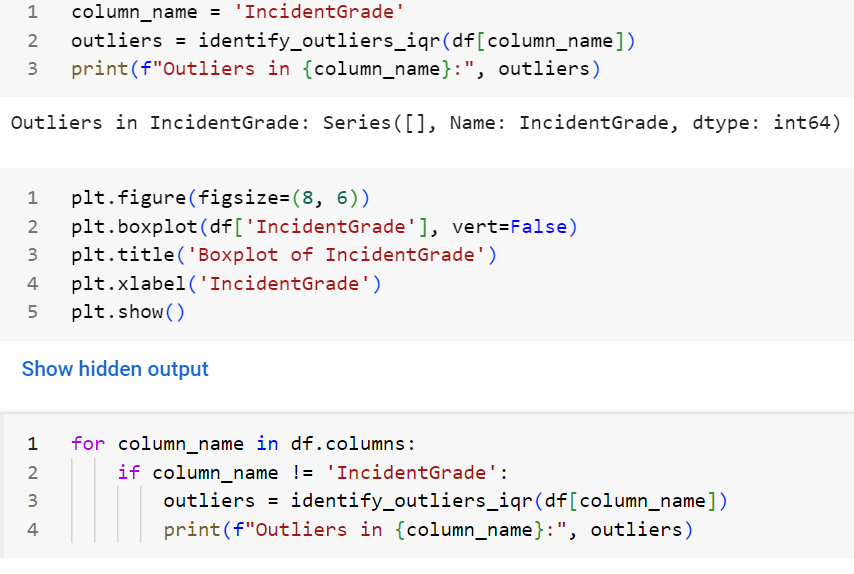 1 column_name = 'IncidentGrade'
2 outliers = identify_outliers_iqr(df[column_name])
3 print(f"Outliers in {column_name}:", outliers)
Outliers in IncidentGrade: Series([], Name: IncidentGrade, dtype: int64)
1 plt.figure(figsize=(8, 6))
2 plt.boxplot(df['IncidentGrade'], vert=False)
3 plt.title('Boxplot of IncidentGrade')
4 plt.xlabel('IncidentGrade')
5 plt.show()
Show hidden output
1 for column_name in df.columns:
2     if column_name != 'IncidentGrade':
3         outliers = identify_outliers_iqr(df[column_name])
4         print(f"Outliers in {column_name}:", outliers)